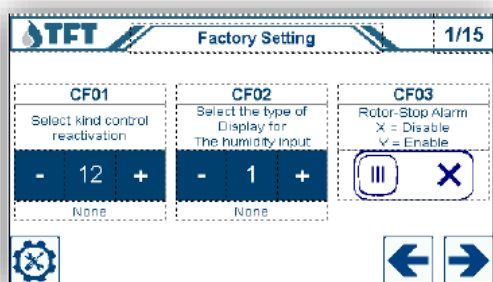 TFT
Factory Setting
1/15
CF01
Select kind control
reactivation
- 12 +
None
CF02
Select the type of
Display for
The humidity input
- 1 +
None
CF03
Rotor-Stop Alarm
X = Disable
V = Enable